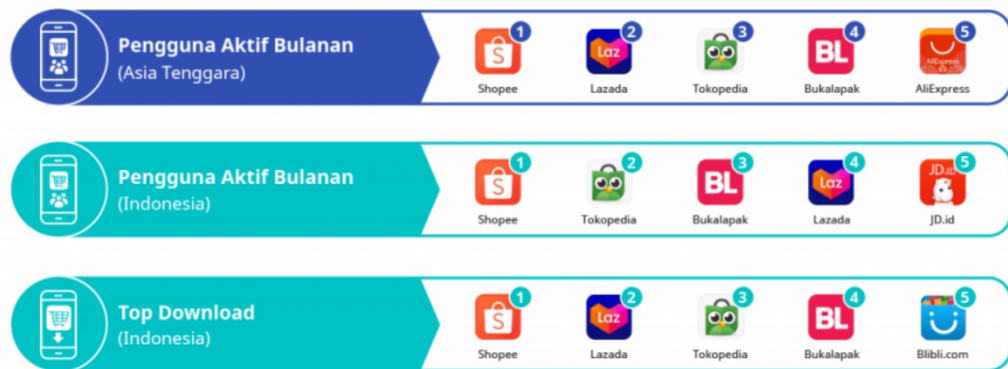 Pengguna Aktif Bulanan
(Asia Tenggara)
1 2 3 4 5
S Laz BL AliExpress
Shopee Lazada Tokopedia Bukalapak AliExpress
Pengguna Aktif Bulanan
(Indonesia)
1 2 3 4 5
S BL Laz JD.ID
Shopee Tokopedia Bukalapak Lazada JD.id
Top Download
(Indonesia)
1 2 3 4 5
S Laz BL
Shopee Lazada Tokopedia Bukalapak Blibli.com